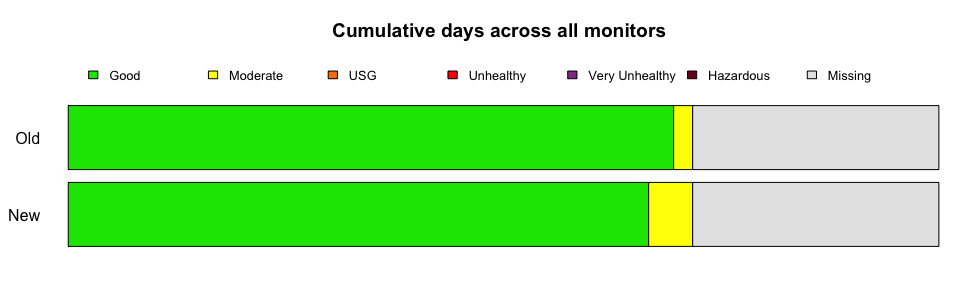 Cumulative days across all monitors
Good Moderate USG Unhealthy Very Unhealthy Hazardous Missing
Old
New